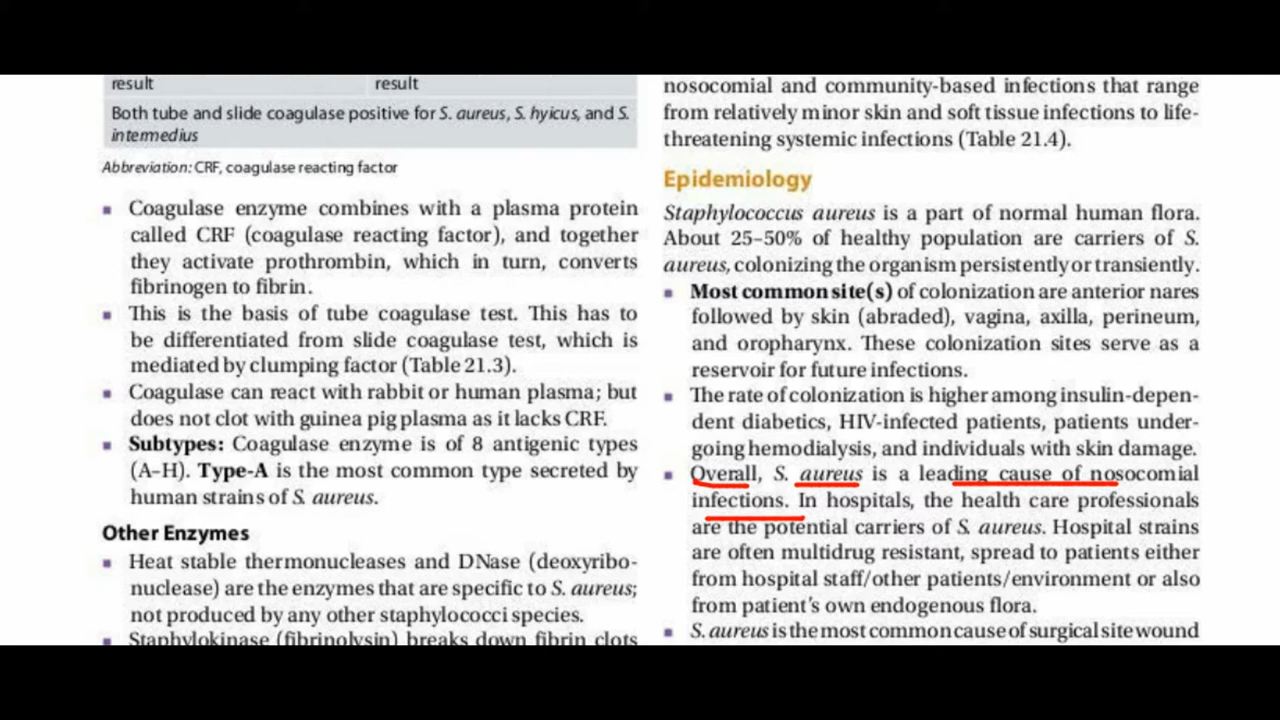 result result
Both tube and slide coagulase positive for S. aureus, S. hyicus, and S.
intermedius
Abbreviation: CRF, coagulase reacting factor
▪ Coagulase enzyme combines with a plasma protein
called CRF (coagulase reacting factor), and together
they activate prothrombin, which in turn, converts
fibrinogen to fibrin.
▪ This is the basis of tube coagulase test. This has to
be differentiated from slide coagulase test, which is
mediated by clumping factor (Table 21.3).
▪ Coagulase can react with rabbit or human plasma; but
does not clot with guinea pig plasma as it lacks CRF.
▪ Subtypes: Coagulase enzyme is of 8 antigenic types
(A–H). Type-A is the most common type secreted by
human strains of S. aureus.
Other Enzymes
▪ Heat stable thermonucleases and DNase (deoxyribo-
nuclease) are the enzymes that are specific to S. aureus;
not produced by any other staphylococci species.
▪ Staphylokinase (fibrinolysin) breaks down fibrin clots
nosocomial and community-based infections that range
from relatively minor skin and soft tissue infections to life-
threatening systemic infections (Table 21.4).
Epidemiology
Staphylococcus aureus is a part of normal human flora.
About 25–50% of healthy population are carriers of S.
aureus, colonizing the organism persistently or transiently.
▪ Most common site(s) of colonization are anterior nares
followed by skin (abraded), vagina, axilla, perineum,
and oropharynx. These colonization sites serve as a
reservoir for future infections.
▪ The rate of colonization is higher among insulin-depen-
dent diabetics, HIV-infected patients, patients under-
going hemodialysis, and individuals with skin damage.
▪ Overall, S. aureus is a leading cause of nosocomial
infections. In hospitals, the health care professionals
are the potential carriers of S. aureus. Hospital strains
are often multidrug resistant, spread to patients either
from hospital staff/other patients/environment or also
from patient's own endogenous flora.
▪ S. aureus is the most common cause of surgical site wound